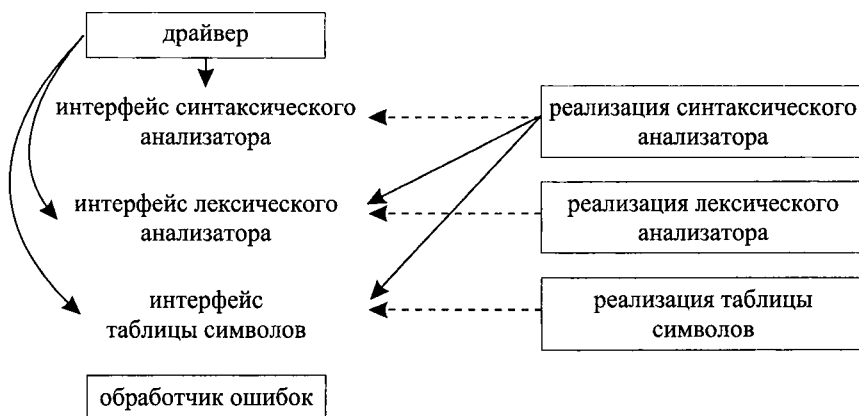 драйвер
интерфейс синтаксического
анализатора
реализация синтаксического
анализатора
интерфейс лексического
анализатора
реализация лексического
анализатора
интерфейс
таблицы символов
реализация таблицы
символов
обработчик ошибок